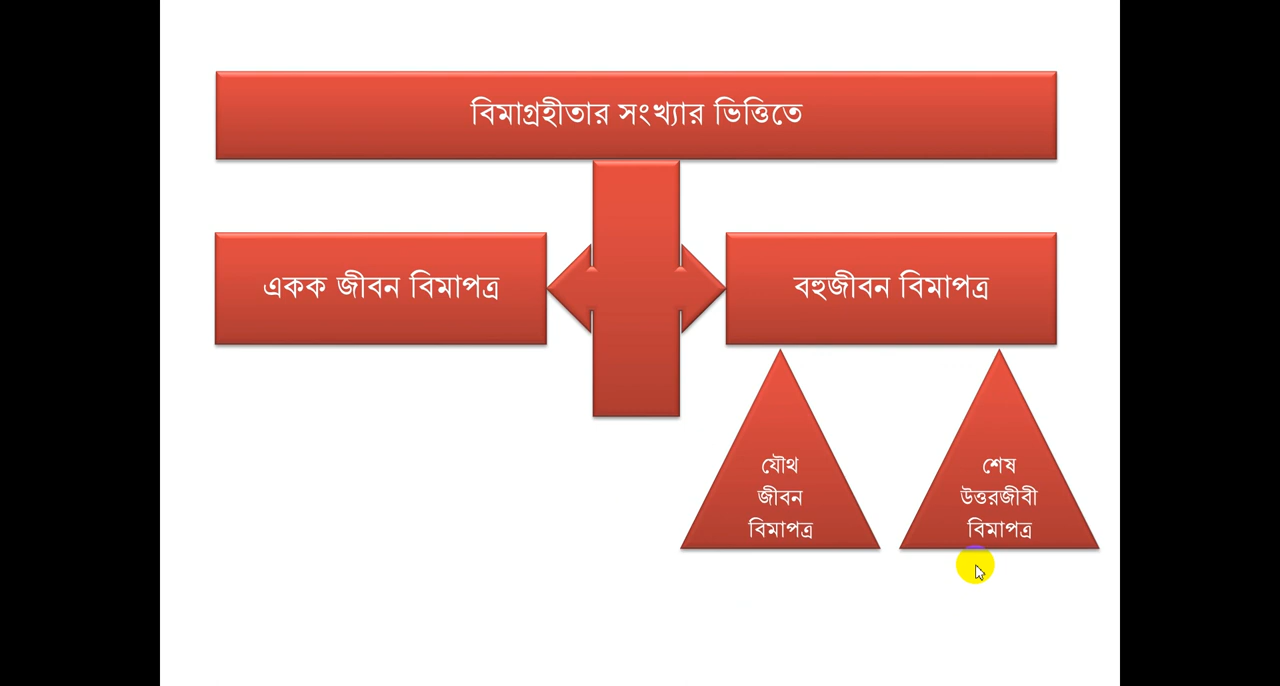 বিমাগ্রহীতার সংখ্যার ভিত্তিতে
একক জীবন বিমাপত্র
বহুজীবন বিমাপত্র
যৌথ
জীবন
বিমাপত্র
শেষ
উত্তরজীবী
বিমাপত্র